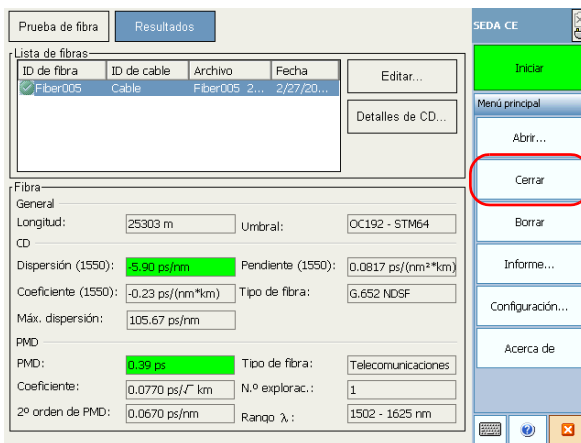 Prueba de fibra Resultados SEDA CE
Lista de fibras
ID de fibra ID de cable Archivo Fecha
Fiber005 Cable Fiber005 2... 2/27/20...
Editar...
Detalles de CD...
Fibra
General
Longitud: 25303 m Umbral: OC192 - STM64
CD
Dispersión (1550): -5.90 ps/nm Pendiente (1550): 0.0817 ps/(nm²*km)
Coeficiente (1550): -0.23 ps/(nm*km) Tipo de fibra: G.652 NDSF
Máx. dispersión: 105.67 ps/nm
PMD
PMD: 0.39 ps Tipo de fibra: Telecomunicaciones
Coeficiente: 0.0770 ps/√ km N.º explorac.: 1
2º orden de PMD: 0.0670 ps/nm Rango λ: 1502 - 1625 nm
Iniciar
Menú principal
Abrir...
Cerrar
Borrar
Informe...
Configuración...
Acerca de